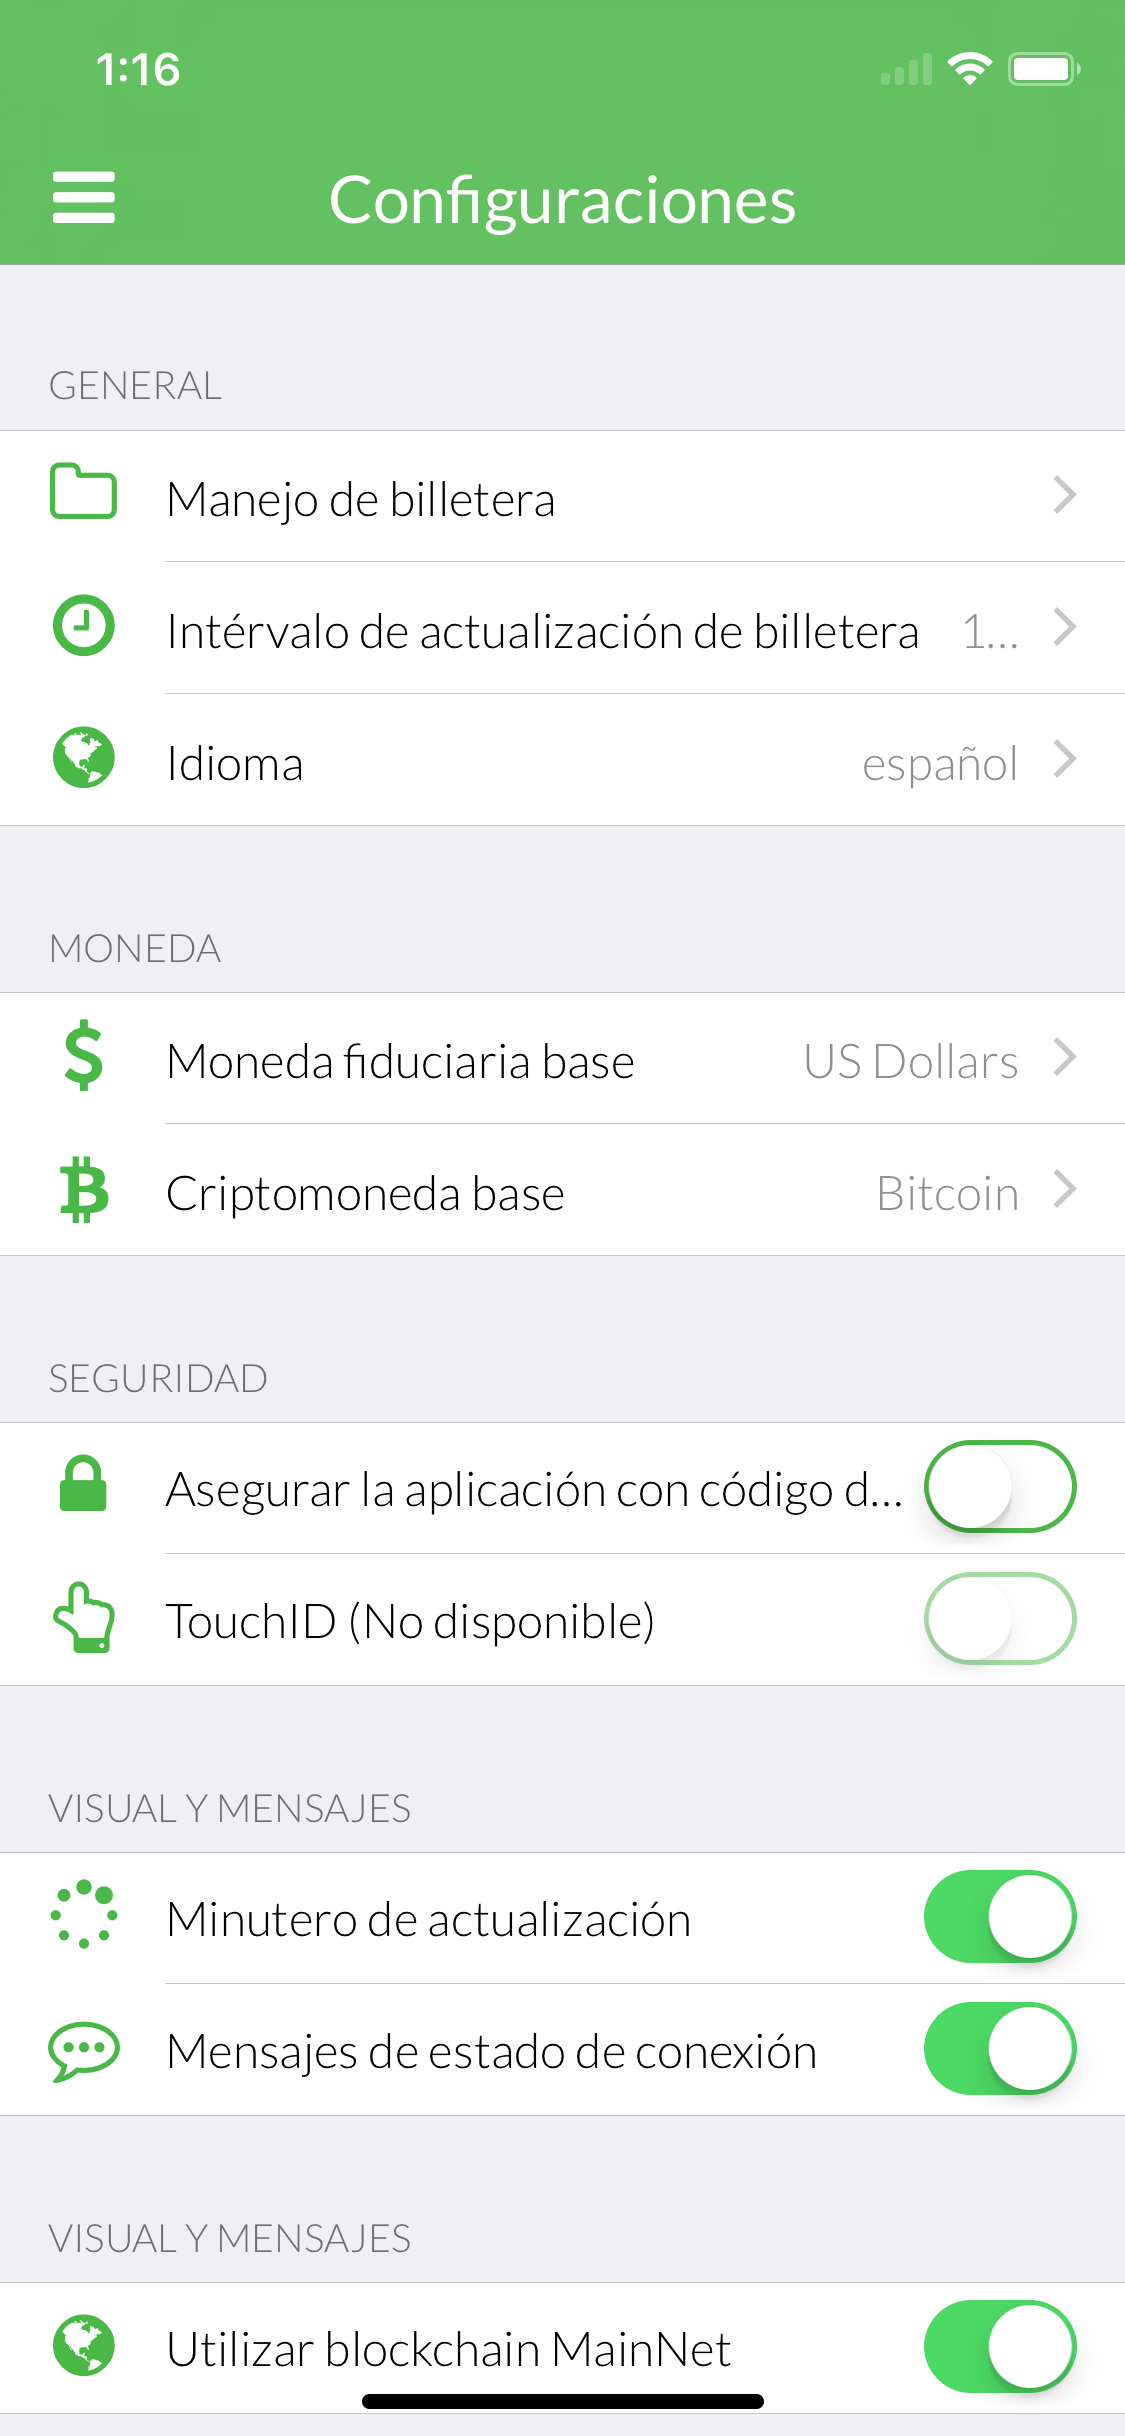 1:16
Configuraciones
GENERAL
Manejo de billetera
Intérvalo de actualización de billetera 1...
Idioma español
MONEDA
Moneda fiduciaria base US Dollars
Criptomoneda base Bitcoin
SEGURIDAD
Asegurar la aplicación con código d...
TouchID (No disponible)
VISUAL Y MENSAJES
Minutero de actualización
Mensajes de estado de conexión
VISUAL Y MENSAJES
Utilizar blockchain MainNet